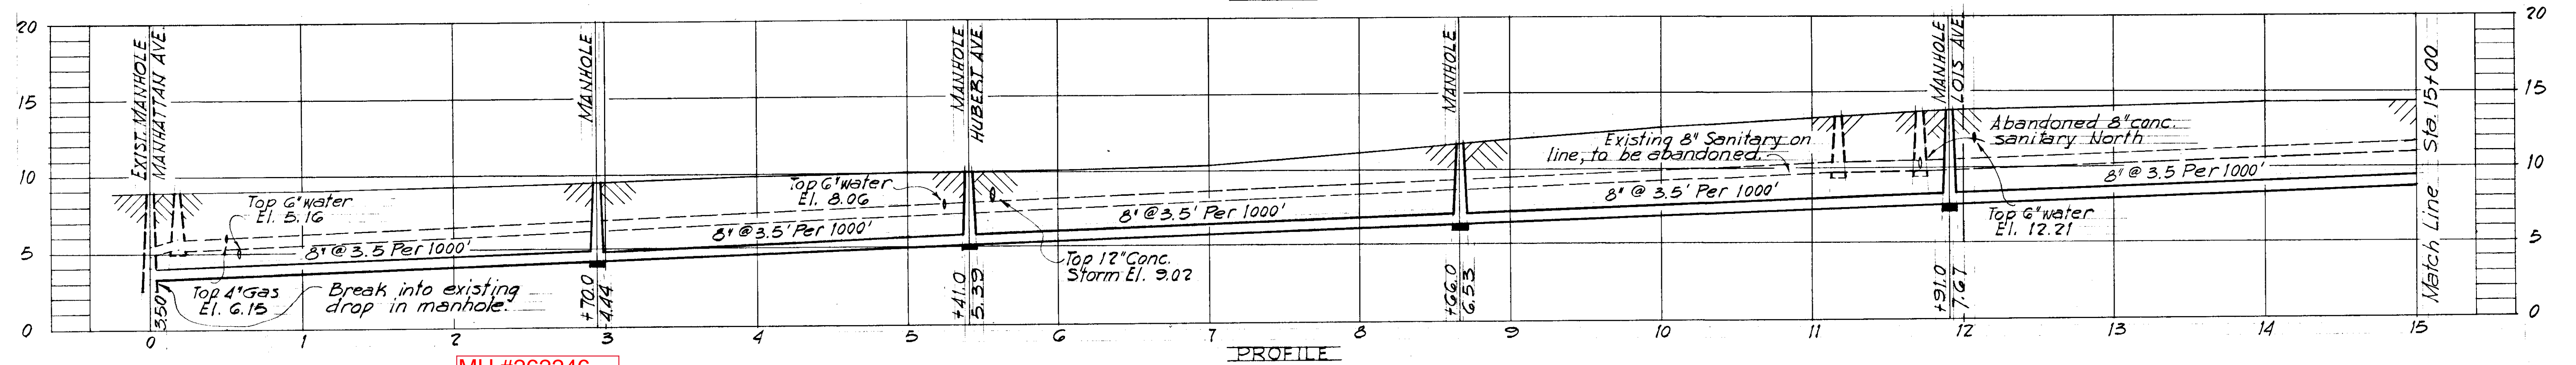 20
15
10
5
0
EXIST. MANHOLE
MANHATTAN AVE.
MANHOLE
MANHOLE
HUBERT AVE.
MANHOLE
MANHOLE
LOIS AVE.
Match Line Sta. 15+00
20
15
10
5
0
Top 6" water
El. 5.16
8" @ 3.5 Per 1000'
Top 4" Gas
El. 6.15
Break into existing
drop in manhole.
3.50
+70.0
4.44
8" @ 3.5' Per 1000'
Top 6" water
El. 8.06
+41.0
5.39
Top 12" Conc.
Storm El. 9.02
8" @ 3.5' Per 1000'
+66.0
6.53
Existing 8" Sanitary on
line, to be abandoned.
8" @ 3.5' Per 1000'
Abandoned 8" conc.
sanitary North
+91.0
7.67
Top 6" water
El. 12.21
8" @ 3.5 Per 1000'
0 1 2 3 4 5 6 7 8 9 10 11 12 13 14 15
PROFILE